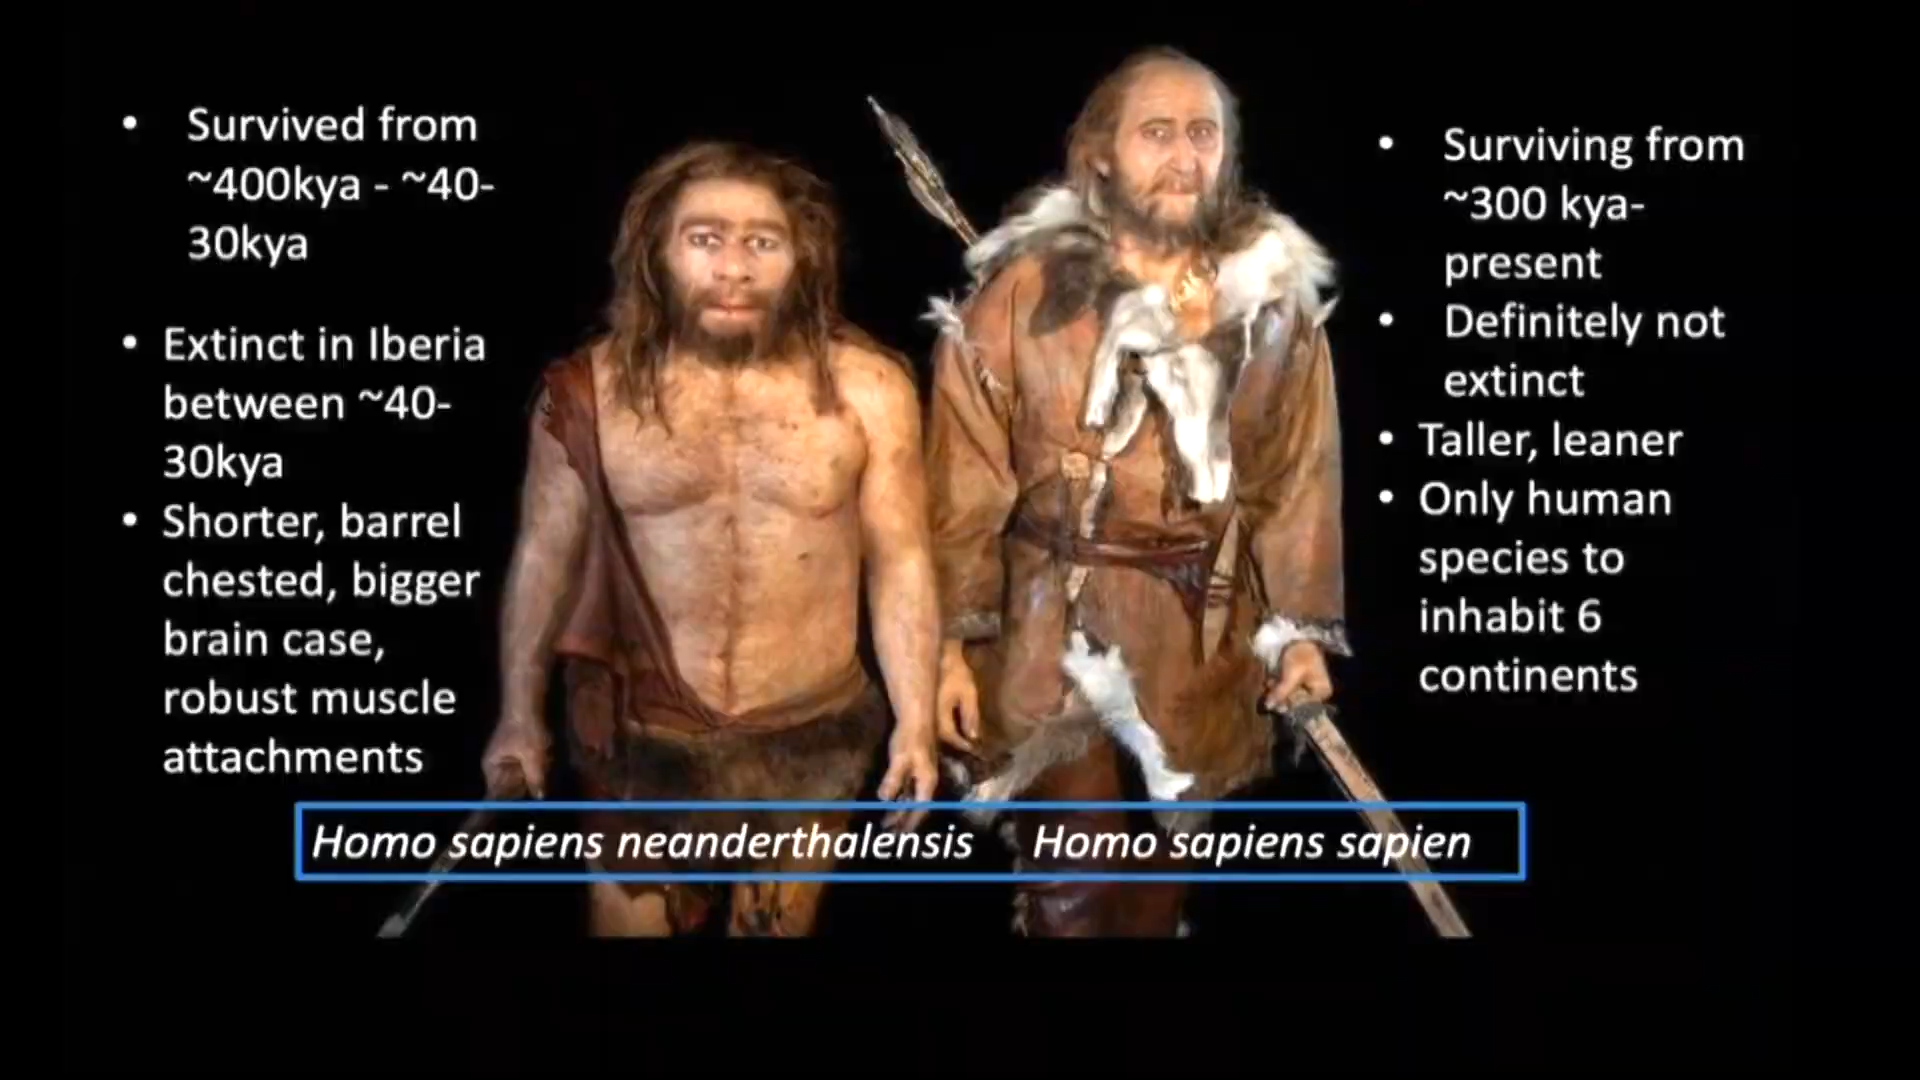 • Survived from
~400kya - ~40-
30kya
• Extinct in Iberia
between ~40-
30kya
• Shorter, barrel
chested, bigger
brain case,
robust muscle
attachments
• Surviving from
~300 kya-
present
• Definitely not
extinct
• Taller, leaner
• Only human
species to
inhabit 6
continents
Homo sapiens neanderthalensis Homo sapiens sapien